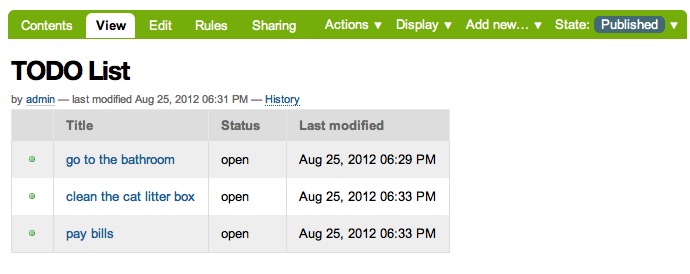 Contents View Edit Rules Sharing Actions ▼ Display ▼ Add new... ▼ State: Published ▼
TODO List
by admin — last modified Aug 25, 2012 06:31 PM — History
Title Status Last modified
go to the bathroom open Aug 25, 2012 06:29 PM
clean the cat litter box open Aug 25, 2012 06:33 PM
pay bills open Aug 25, 2012 06:33 PM